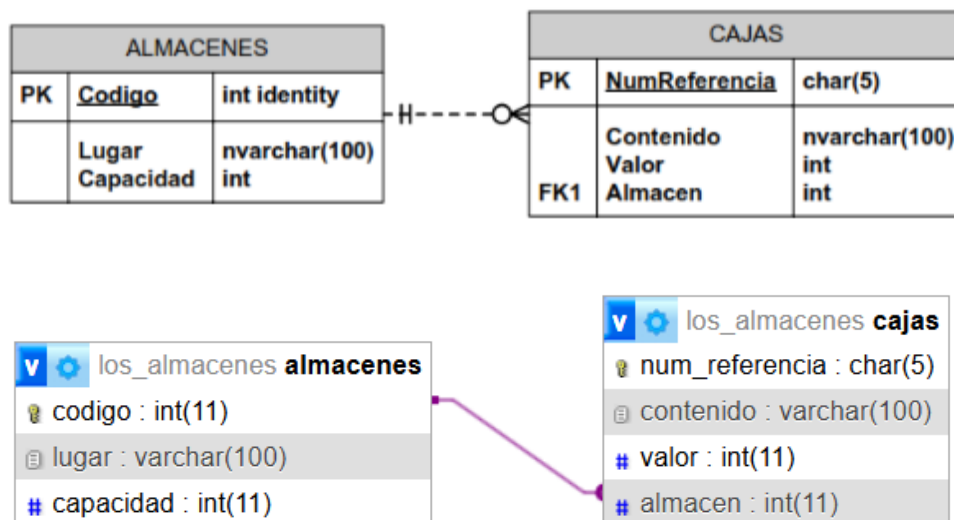 ALMACENES
PK Codigo int identity
Lugar nvarchar(100)
Capacidad int
CAJAS
PK NumReferencia char(5)
Contenido nvarchar(100)
Valor int
FK1 Almacen int
v los_almacenes almacenes
codigo : int(11)
lugar : varchar(100)
# capacidad : int(11)
v los_almacenes cajas
num_referencia : char(5)
contenido : varchar(100)
# valor : int(11)
# almacen : int(11)